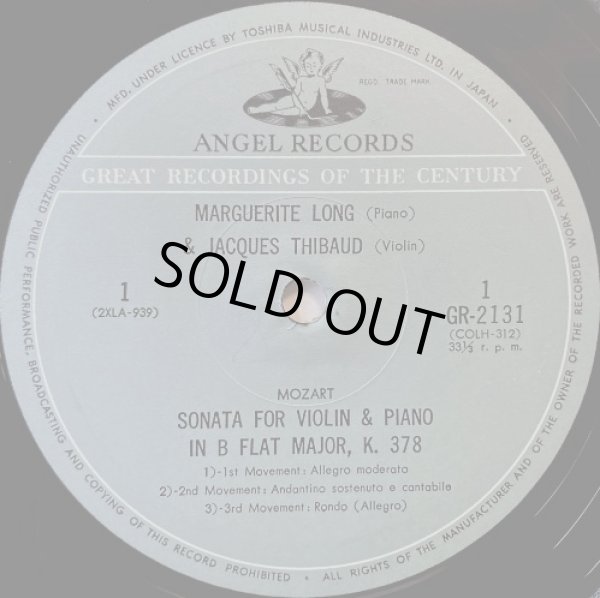 • MFD. UNDER LICENCE BY TOSHIBA MUSICAL INDUSTRIES LTD. IN JAPAN •
REGD. TRADE MARK.
ANGEL RECORDS
GREAT RECORDINGS OF THE CENTURY
MARGUERITE LONG (Piano)
& JACQUES THIBAUD (Violin)
1
(2XLA-939)
1
GR-2131
(COLH-312)
33⅓ r. p. m.
SOLD OUT
MOZART
SONATA FOR VIOLIN & PIANO
IN B FLAT MAJOR, K. 378
1)-1st Movement: Allegro moderato
2)-2nd Movement: Andantino sostenuto e cantabile
3)-3rd Movement: Rondo (Allegro)
UNAUTHORIZED PUBLIC PERFORMANCE, BROADCASTING AND COPYING OF THIS RECORD PROHIBITED • ALL RIGHTS OF THE MANUFACTURER AND OF THE OWNER OF THE RECORDED WORK ARE RESERVED